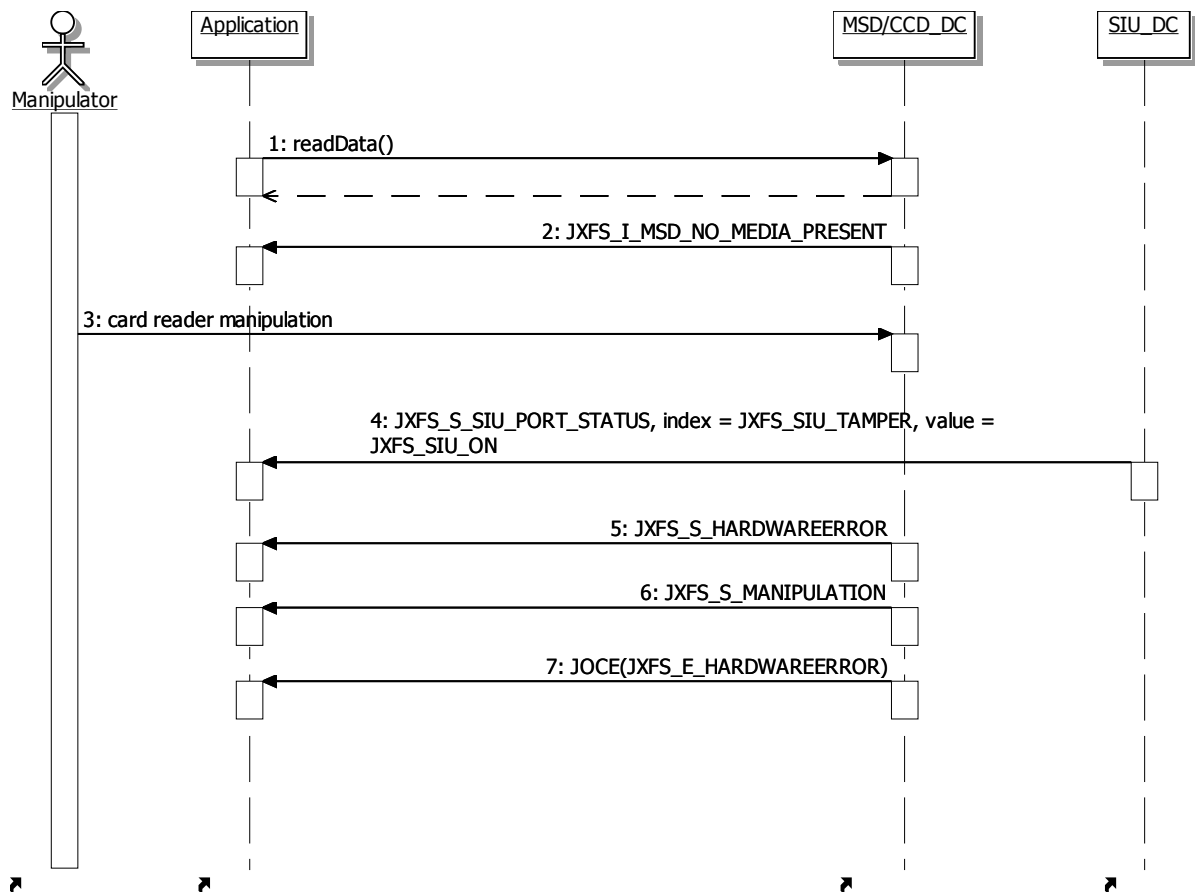 Application
MSD/CCD_DC
SIU_DC
Manipulator
1: readData()
2: JXFS_I_MSD_NO_MEDIA_PRESENT
3: card reader manipulation
4: JXFS_S_SIU_PORT_STATUS, index = JXFS_SIU_TAMPER, value =
JXFS_SIU_ON
5: JXFS_S_HARDWAREERROR
6: JXFS_S_MANIPULATION
7: JOCE(JXFS_E_HARDWAREERROR)